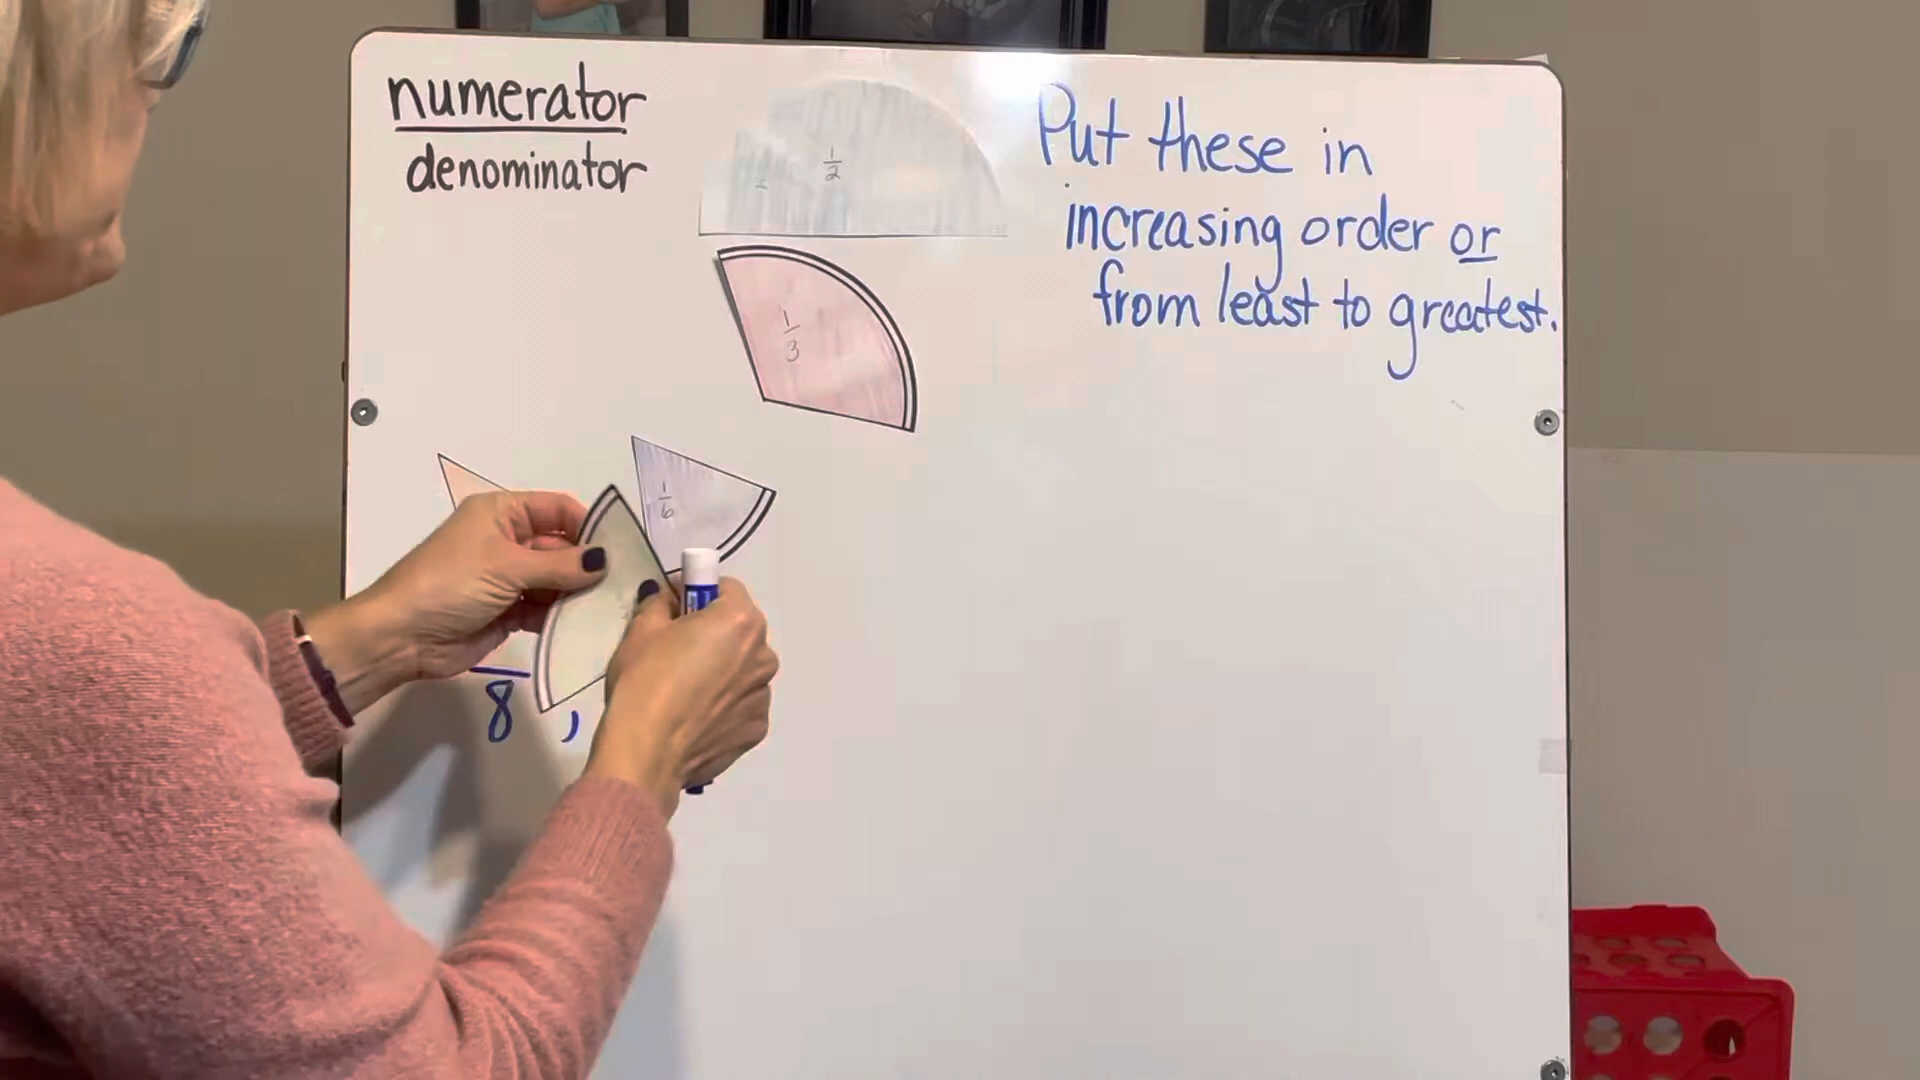 numerator
denominator
1
2
Put these in
increasing order or
from least to greatest.
1
3
1
6
8 ,